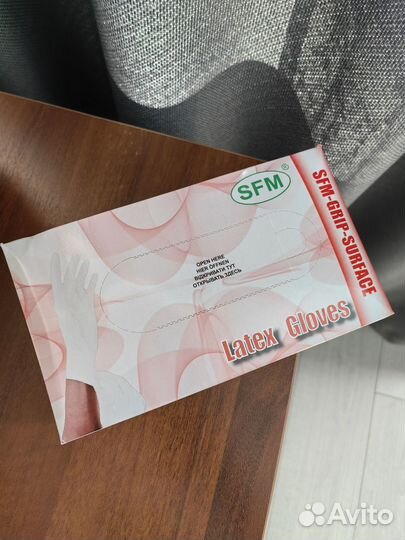 SFM®
SFM-GRIP-SURFACE
OPEN HERE
HIER OFFNEN
ВІДКРИВАТИ ТУТ
ОТКРЫВАТЬ ЗДЕСЬ
Latex Gloves
Avito